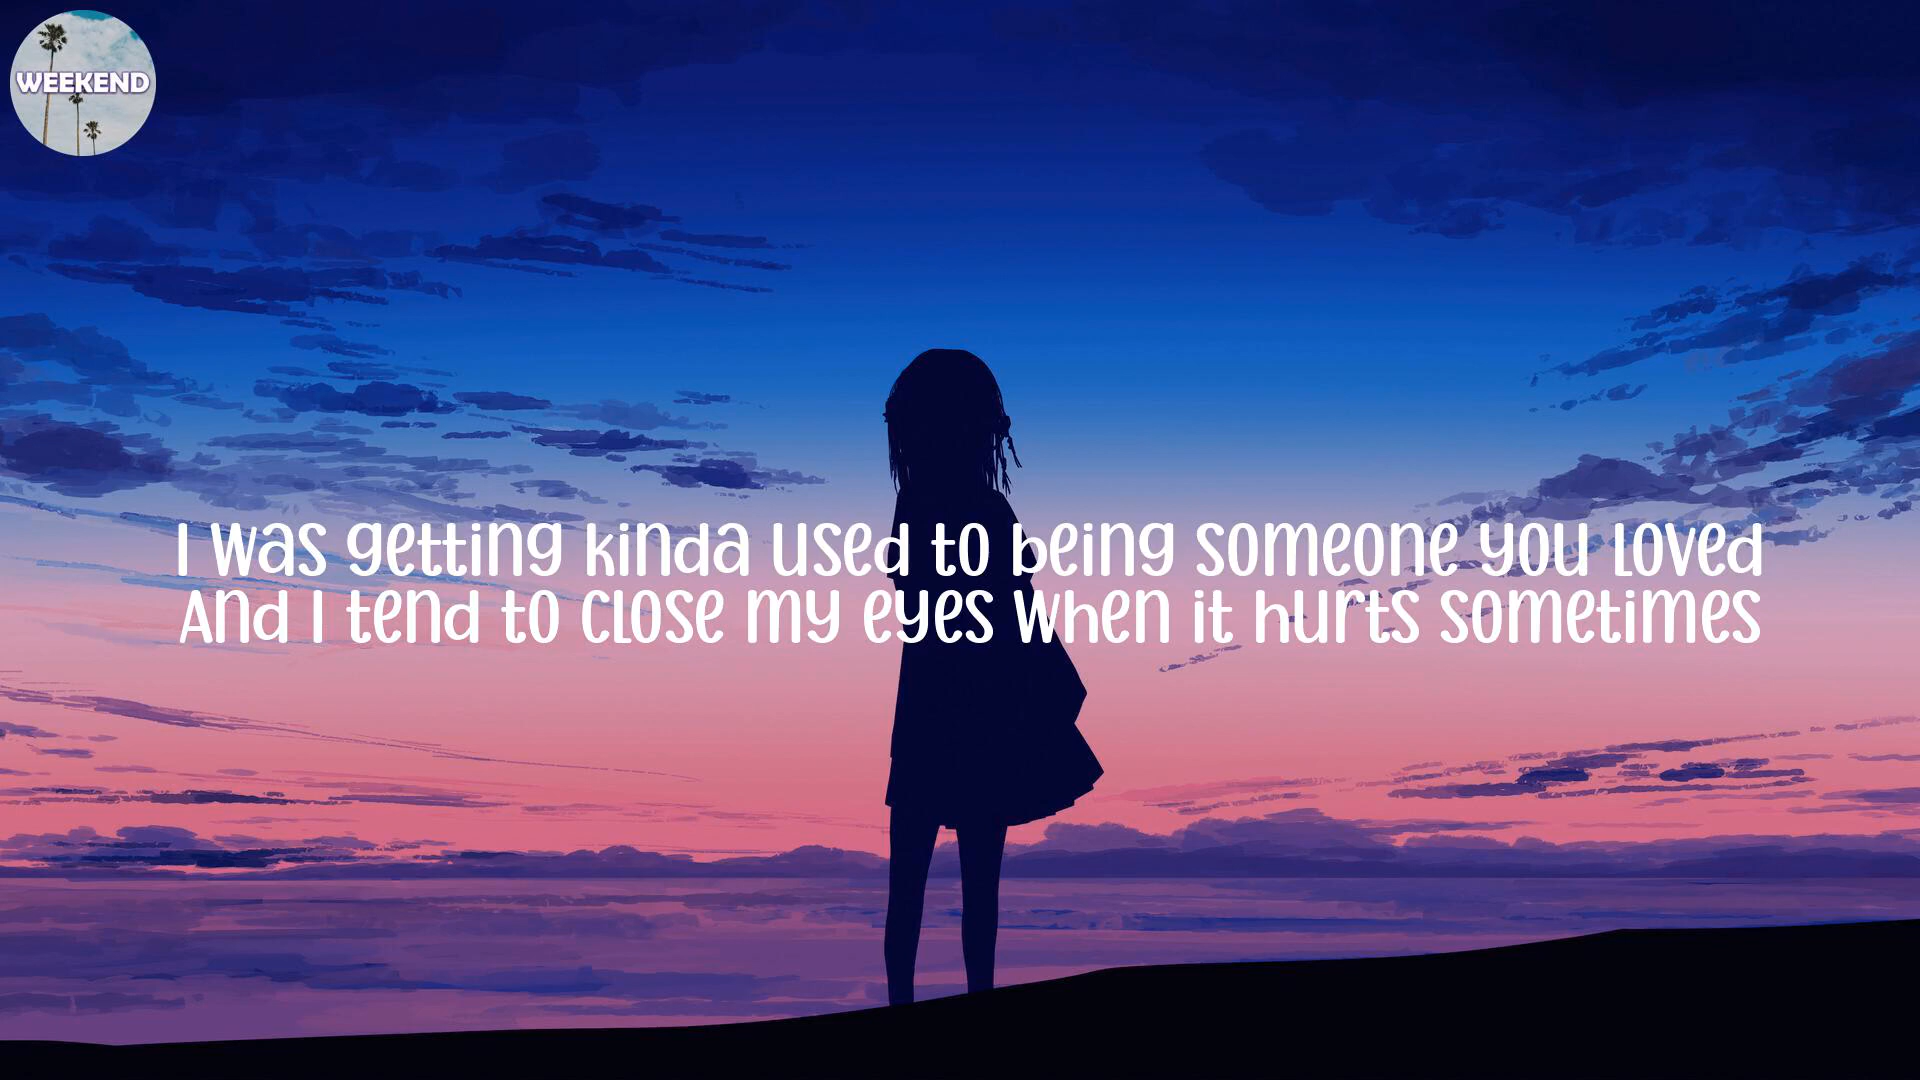 WEEKEND
I was getting kinda used to being someone you loved
And I tend to close my eyes when it hurts sometimes